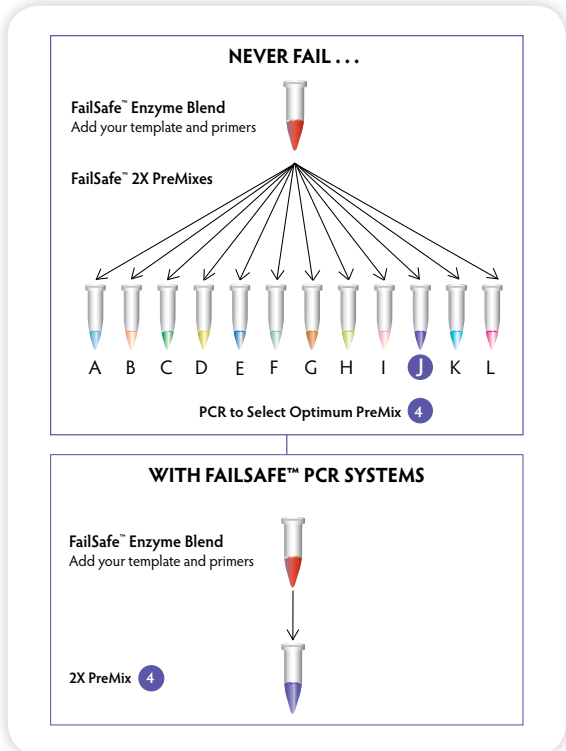 NEVER FAIL . . .
FailSafe™ Enzyme Blend
Add your template and primers
FailSafe™ 2X PreMixes
A B C D E F G H I J K L
PCR to Select Optimum PreMix 4
WITH FAILSAFE™ PCR SYSTEMS
FailSafe™ Enzyme Blend
Add your template and primers
2X PreMix 4